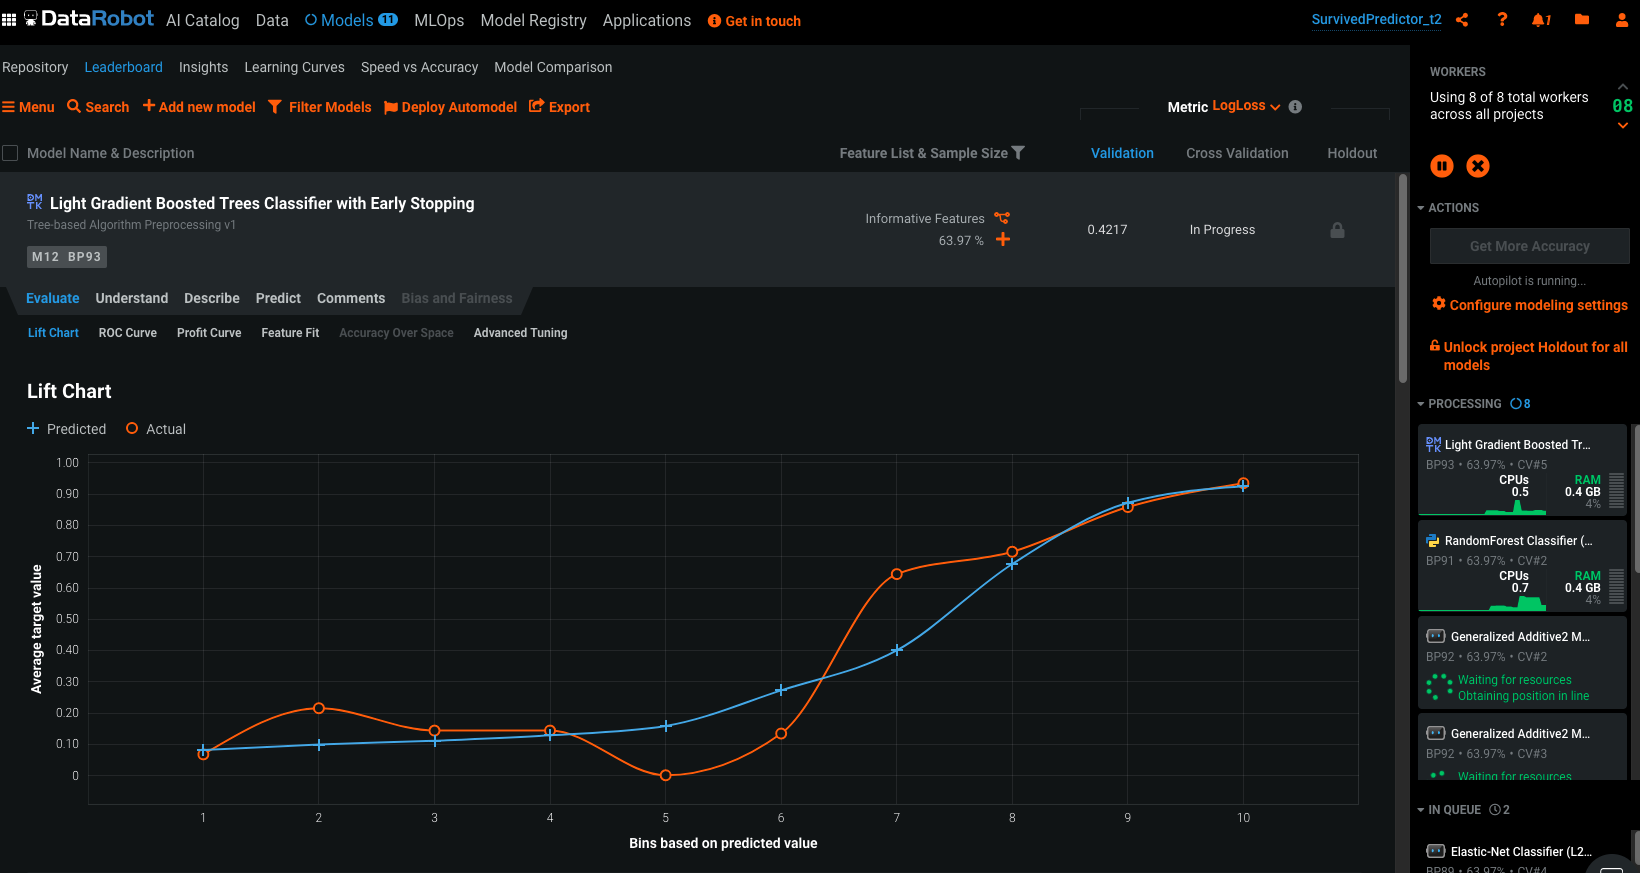 DataRobot AI Catalog Data Models 11 MLOps Model Registry Applications Get in touch SurvivedPredictor_t2 ? 1
Repository Leaderboard Insights Learning Curves Speed vs Accuracy Model Comparison
Menu Search Add new model Filter Models Deploy Automodel Export Metric LogLoss
Model Name & Description Feature List & Sample Size Validation Cross Validation Holdout
DMTK Light Gradient Boosted Trees Classifier with Early Stopping
Tree-based Algorithm Preprocessing v1
M12 BP93
Informative Features
63.97 %
0.4217 In Progress
Evaluate Understand Describe Predict Comments Bias and Fairness
Lift Chart ROC Curve Profit Curve Feature Fit Accuracy Over Space Advanced Tuning
Lift Chart
Predicted Actual
1.00
0.90
0.80
0.70
0.60
0.50
0.40
0.30
0.20
0.10
0
Average target value
1 2 3 4 5 6 7 8 9 10
Bins based on predicted value
WORKERS
Using 8 of 8 total workers
across all projects
08
ACTIONS
Get More Accuracy
Autopilot is running...
Configure modeling settings
Unlock project Holdout for all
models
PROCESSING 8
DMTK Light Gradient Boosted Tr...
BP93 • 63.97% • CV#5
CPUs RAM
0.5 0.4 GB
4%
RandomForest Classifier (...
BP91 • 63.97% • CV#2
CPUs RAM
0.7 0.4 GB
4%
Generalized Additive2 M...
BP92 • 63.97% • CV#2
Waiting for resources
Obtaining position in line
Generalized Additive2 M...
BP92 • 63.97% • CV#3
Waiting for resources
IN QUEUE 2
Elastic-Net Classifier (L2...
BP89 • 63.97% • CV#4